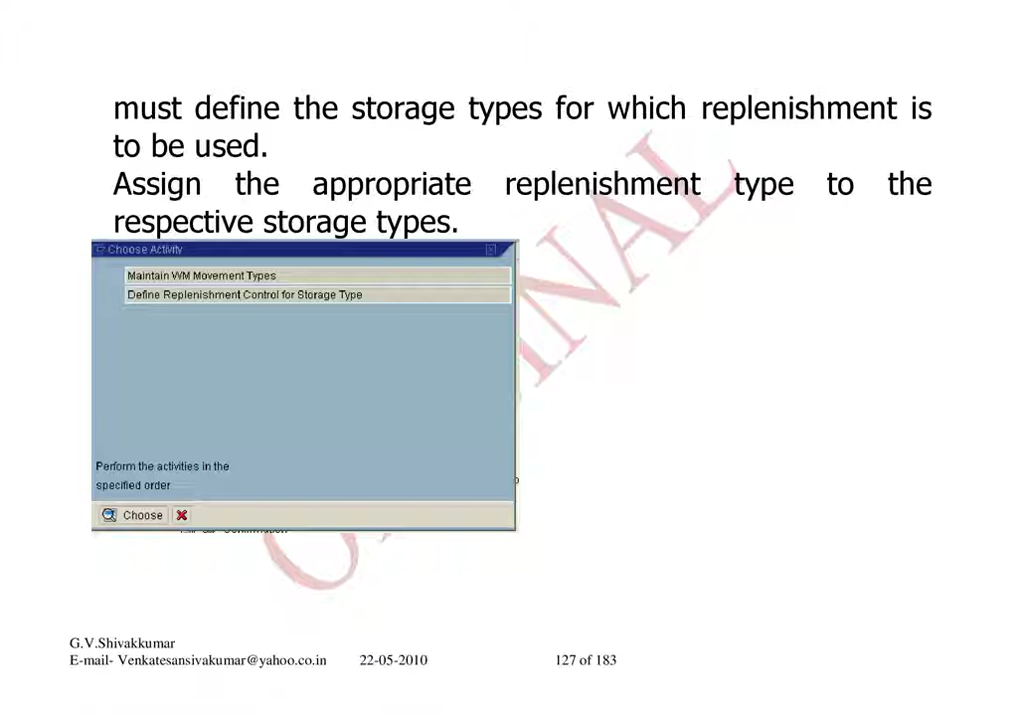 must define the storage types for which replenishment is
to be used.
Assign the appropriate replenishment type to the
respective storage types.
Choose Activity
Maintain WM Movement Types
Define Replenishment Control for Storage Type
Perform the activities in the
specified order
Choose
G.V.Shivakkumar
E-mail- Venkatesansivakumar@yahoo.co.in 22-05-2010 127 of 183